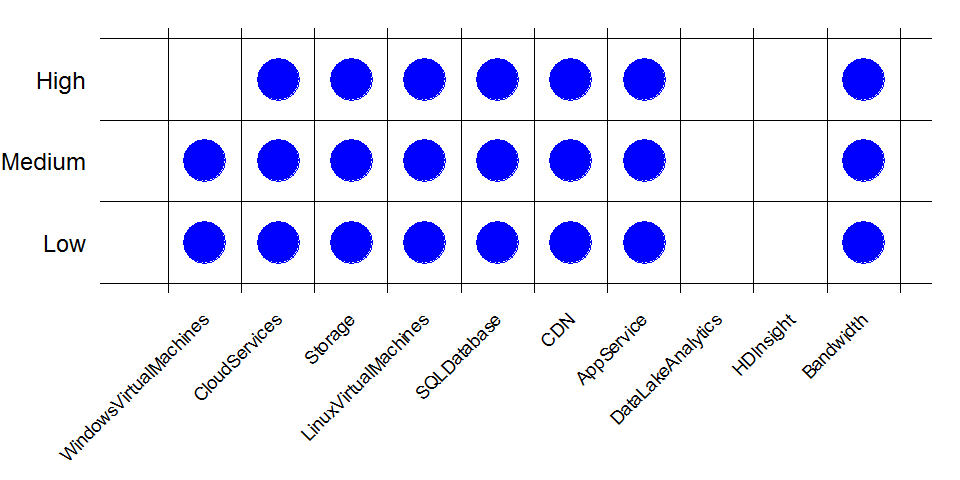 High
Medium
Low
WindowsVirtualMachines
CloudServices
Storage
LinuxVirtualMachines
SQLDatabase
CDN
AppService
DataLakeAnalytics
HDInsight
Bandwidth